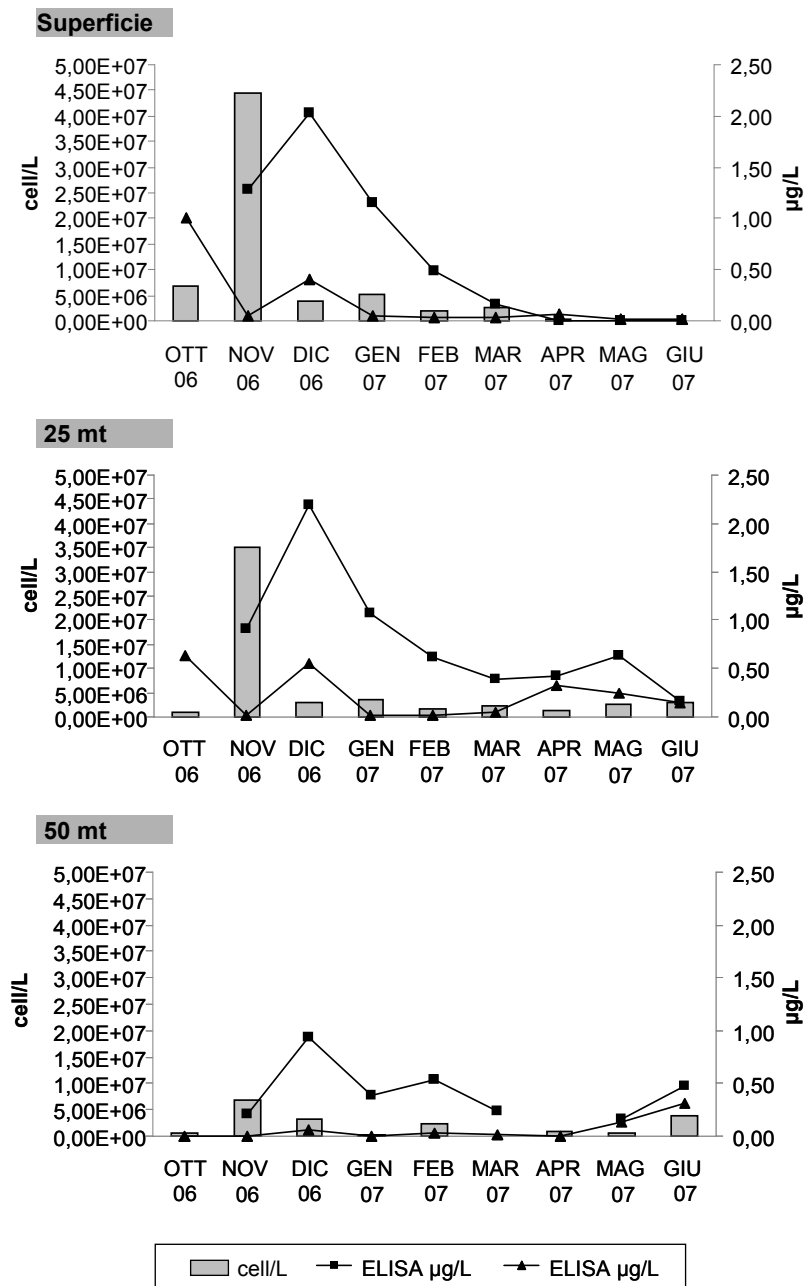 Superficie
5,00E+07
4,50E+07
4,00E+07
3,50E+07
3,00E+07
2,50E+07
2,00E+07
1,50E+07
1,00E+07
5,00E+06
0,00E+00
cell/L
2,50
2,00
1,50
1,00
0,50
0,00
µg/L
OTT NOV DIC GEN FEB MAR APR MAG GIU
06 06 06 07 07 07 07 07 07
25 mt
5,00E+07
4,50E+07
4,00E+07
3,50E+07
3,00E+07
2,50E+07
2,00E+07
1,50E+07
1,00E+07
5,00E+06
0,00E+00
cell/L
2,50
2,00
1,50
1,00
0,50
0,00
µg/L
OTT NOV DIC GEN FEB MAR APR MAG GIU
06 06 06 07 07 07 07 07 07
50 mt
5,00E+07
4,50E+07
4,00E+07
3,50E+07
3,00E+07
2,50E+07
2,00E+07
1,50E+07
1,00E+07
5,00E+06
0,00E+00
cell/L
2,50
2,00
1,50
1,00
0,50
0,00
µg/L
OTT NOV DIC GEN FEB MAR APR MAG GIU
06 06 06 07 07 07 07 07 07
cell/L ELISA µg/L ELISA µg/L